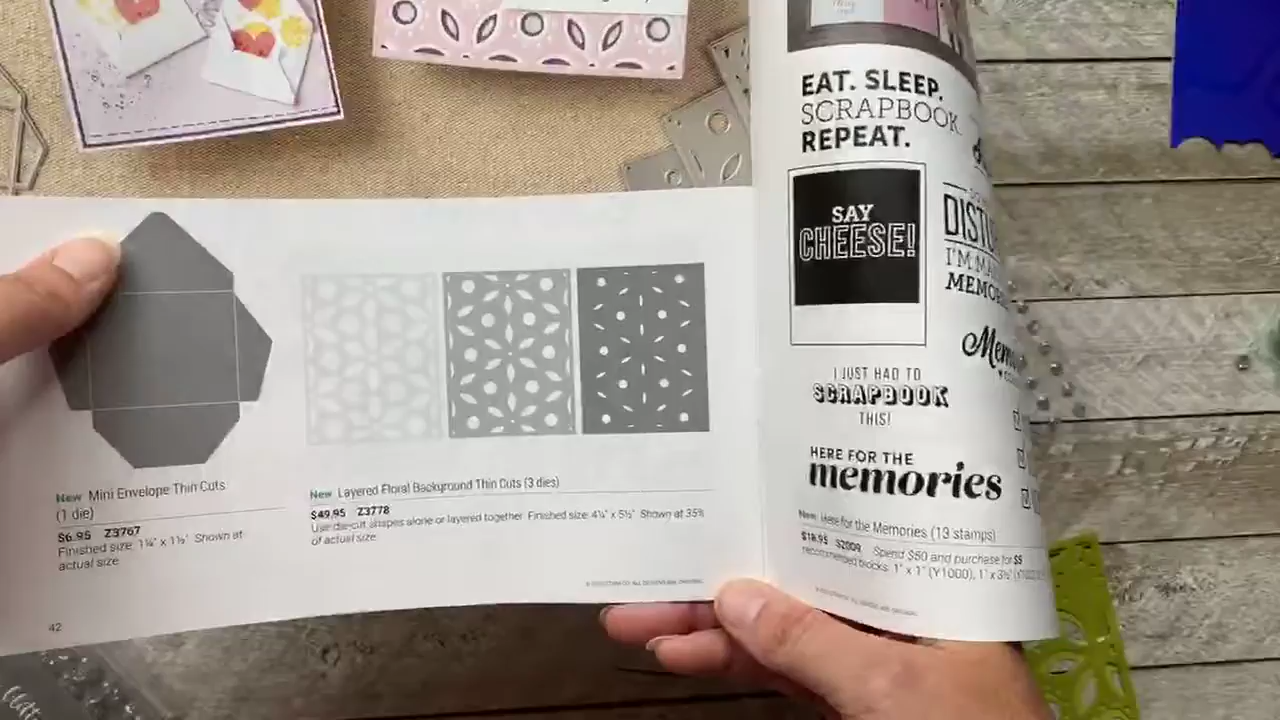 New Mini Envelope Thin Cuts
(1 die)
$6.95 Z3767
Finished size: 1¼" x 1½" Shown at
actual size.
42
New Layered Floral Background Thin Cuts (3 dies)
$49.95 Z3778
Use die-cut shapes alone or layered together. Finished size: 4¼" x 5½" Shown at 35%
of actual size.
EAT. SLEEP.
SCRAPBOOK.
REPEAT.
SAY
CHEESE!
I'M
I JUST HAD TO
SCRAPBOOK
THIS!
HERE FOR THE
memories
New Here for the Memories (13 stamps)
$18.95 S2009 Spend $50 and purchase for $5
recommended blocks: 1" x 1" (Y1000), 1" x 3½"